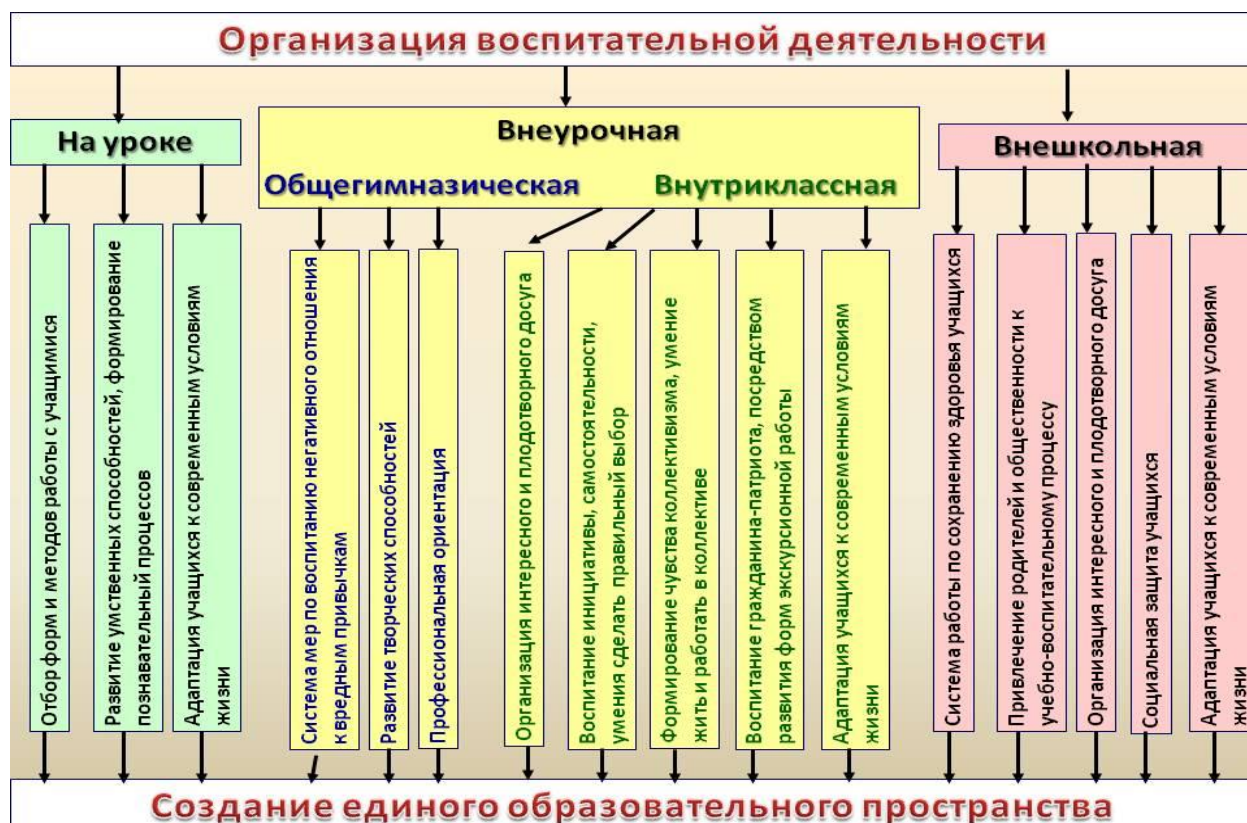 Организация воспитательной деятельности
На уроке
Внеурочная
Общегимназическая
Внутриклассная
Внешкольная
Отбор форм и методов работы с учащимися
Развитие умственных способностей, формирование
познавательный процессов
Адаптация учащихся к современным условиям
жизни
Система мер по воспитанию негативного отношения
к вредным привычкам
Развитие творческих способностей
Профессиональная ориентация
Организация интересного и плодотворного досуга
Воспитание инициативы, самостоятельности,
умения сделать правильный выбор
Формирование чувства коллективизма, умение
жить и работать в коллективе
Воспитание гражданина-патриота, посредством
развития форм экскурсионной работы
Адаптация учащихся к современным условиям
жизни
Система работы по сохранению здоровья учащихся
Привлечение родителей и общественности к
учебно-воспитательному процессу
Организация интересного и плодотворного досуга
Социальная защита учащихся
Адаптация учащихся к современным условиям
жизни
Создание единого образовательного пространства